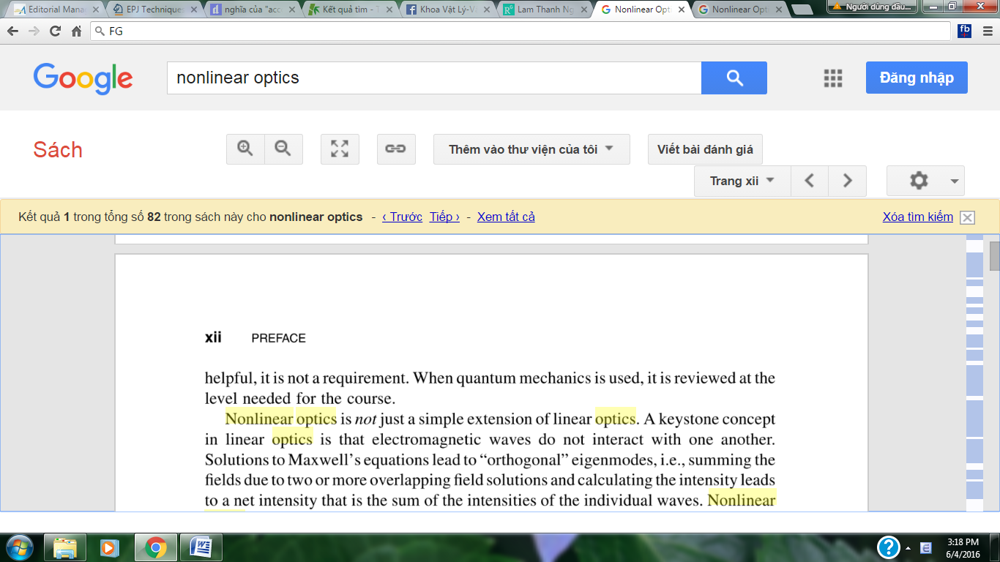 Editorial Mana
EPJ Technique
nghĩa của "acc
Kết quả tìm - T
Khoa Vật Lý-V
Lam Thanh Ng
Nonlinear Opt
Nonlinear Opt
Người dùng đầu...
FG
fb
Google
nonlinear optics
Đăng nhập
Sách
Thêm vào thư viện của tôi
Viết bài đánh giá
Trang xii
Kết quả 1 trong tổng số 82 trong sách này cho nonlinear optics - ‹ Trước Tiếp › - Xem tất cả
Xóa tìm kiếm
xii PREFACE
helpful, it is not a requirement. When quantum mechanics is used, it is reviewed at the
level needed for the course.
Nonlinear optics is not just a simple extension of linear optics. A keystone concept
in linear optics is that electromagnetic waves do not interact with one another.
Solutions to Maxwell's equations lead to “orthogonal” eigenmodes, i.e., summing the
fields due to two or more overlapping field solutions and calculating the intensity leads
to a net intensity that is the sum of the intensities of the individual waves. Nonlinear
3:18 PM
6/4/2016